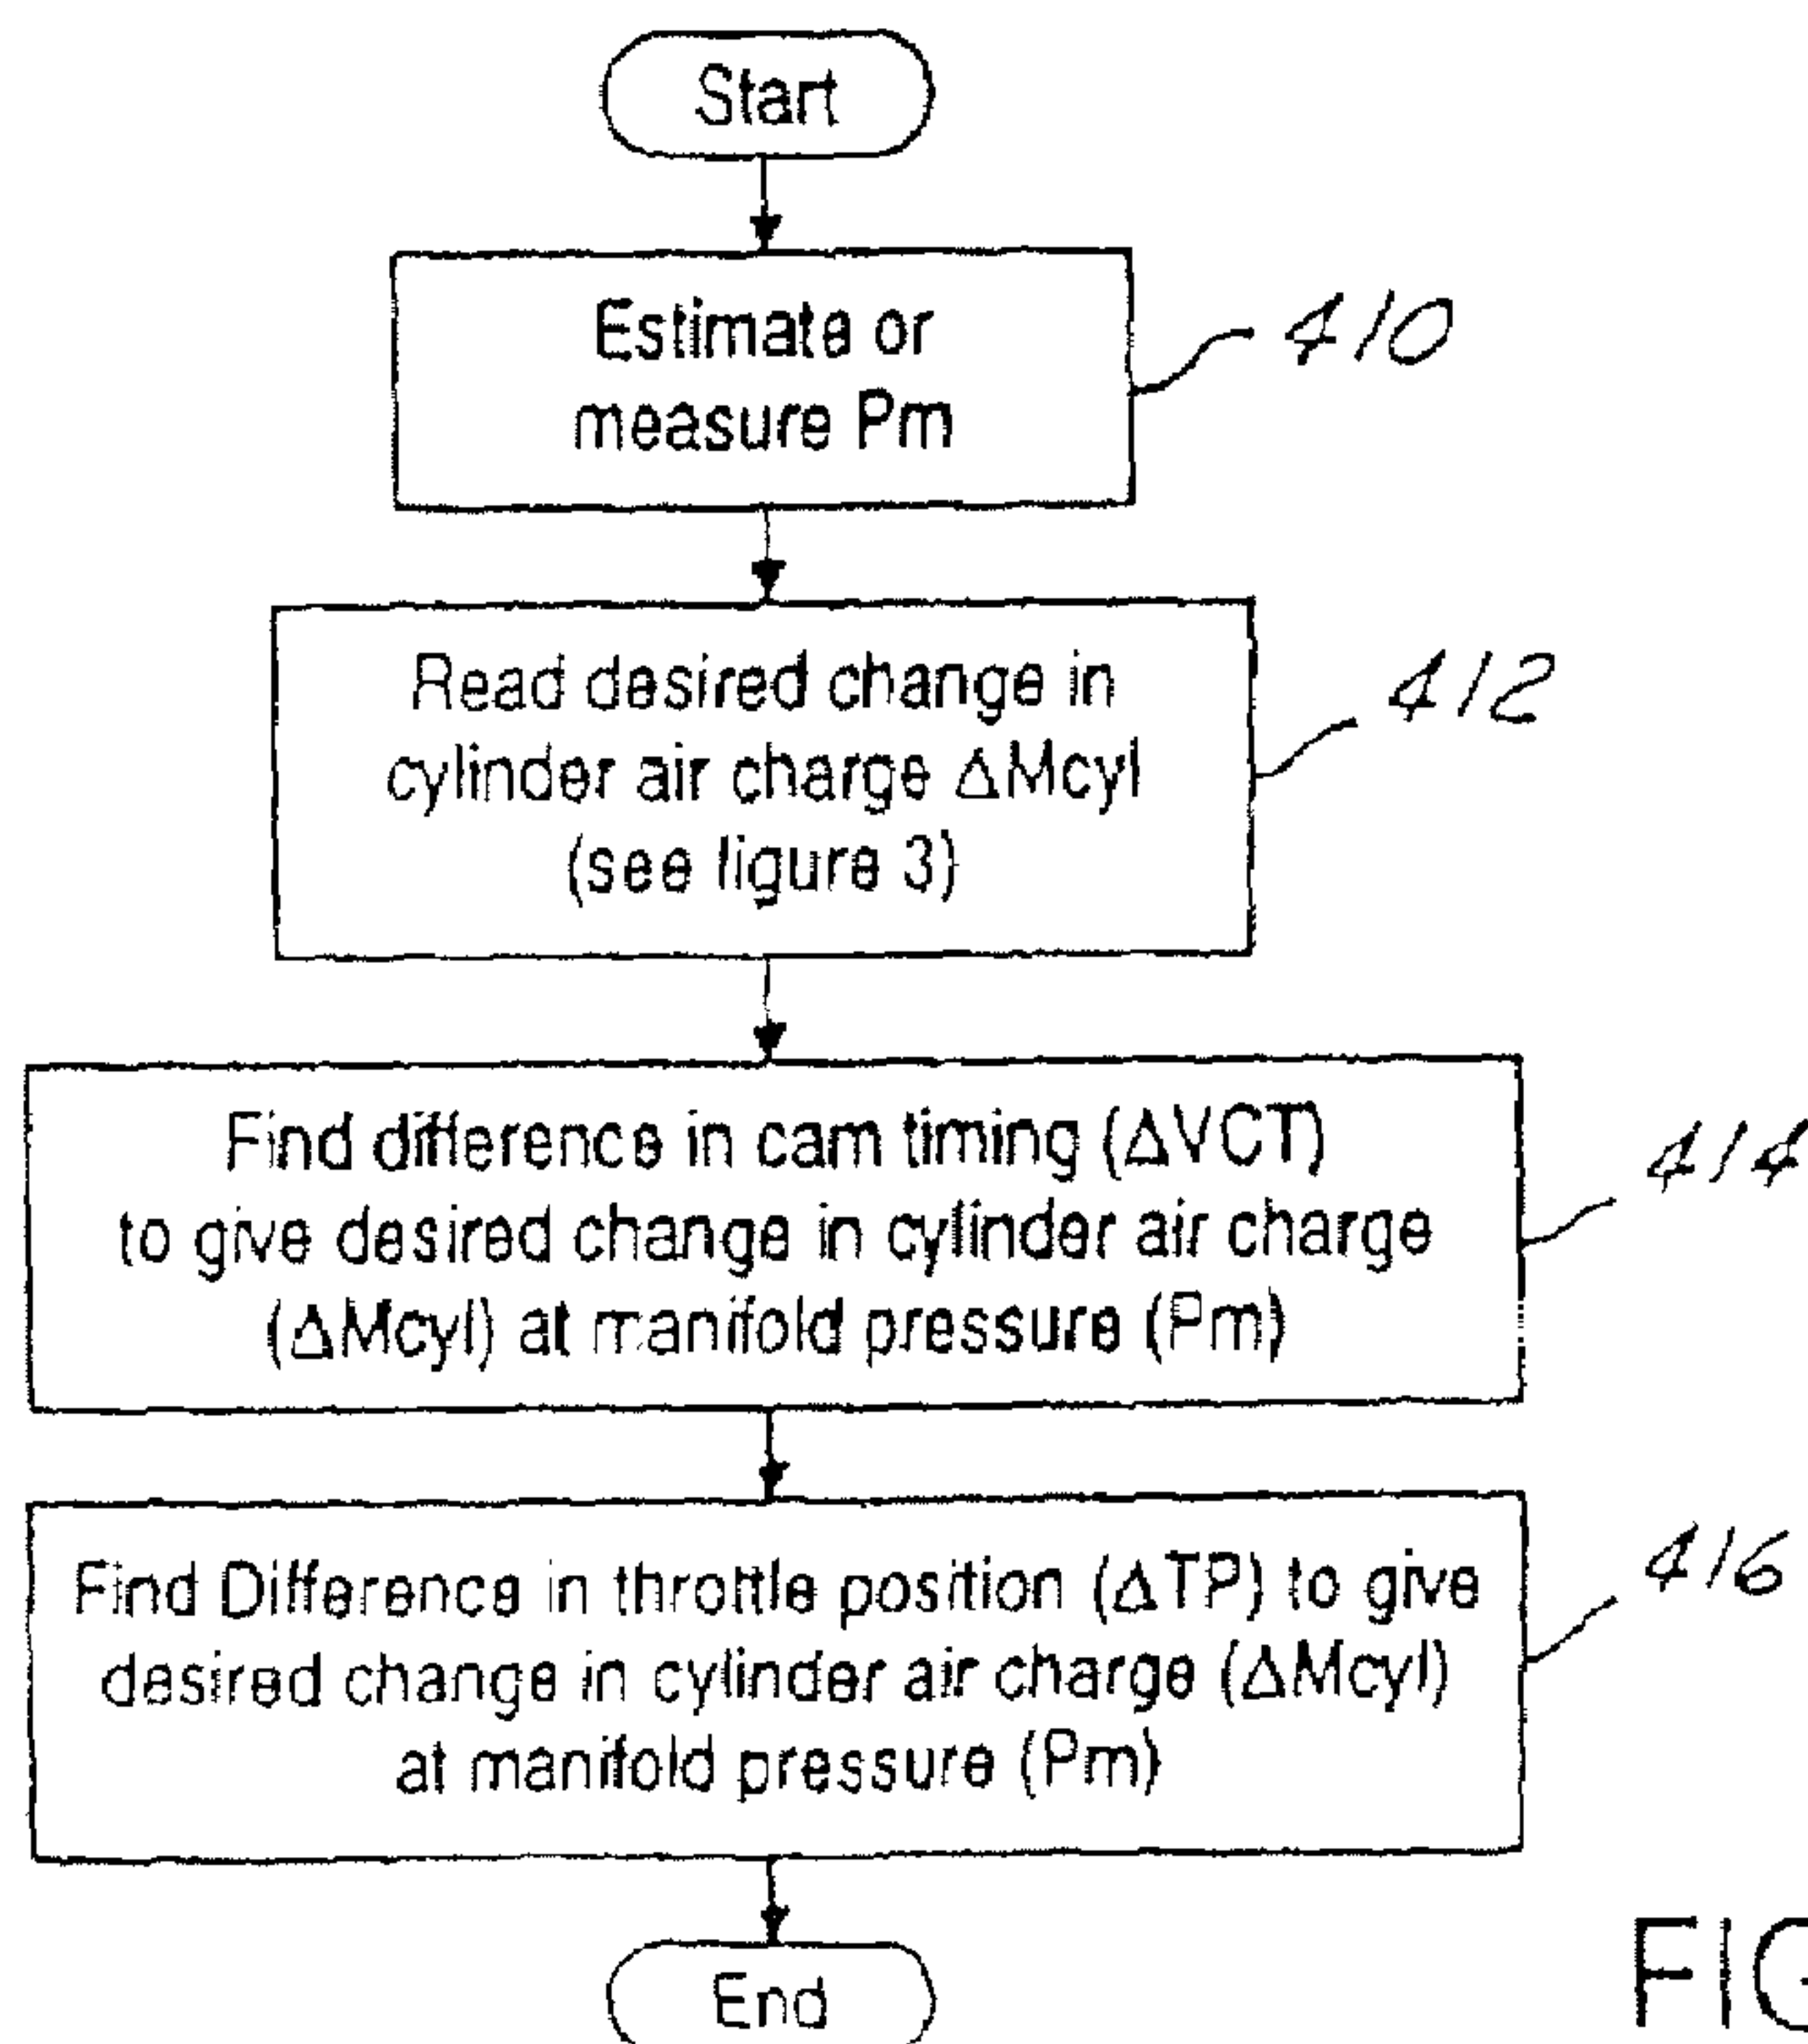 Start
Estimate or
measure Pm
410
Read desired change in
cylinder air charge ΔMcyl
(see figure 3)
412
Find difference in cam timing (ΔVCT)
to give desired change in cylinder air charge
(ΔMcyl) at manifold pressure (Pm)
414
Find Difference in throttle position (ΔTP) to give
desired change in cylinder air charge (ΔMcyl)
at manifold pressure (Pm)
416
End
FIG